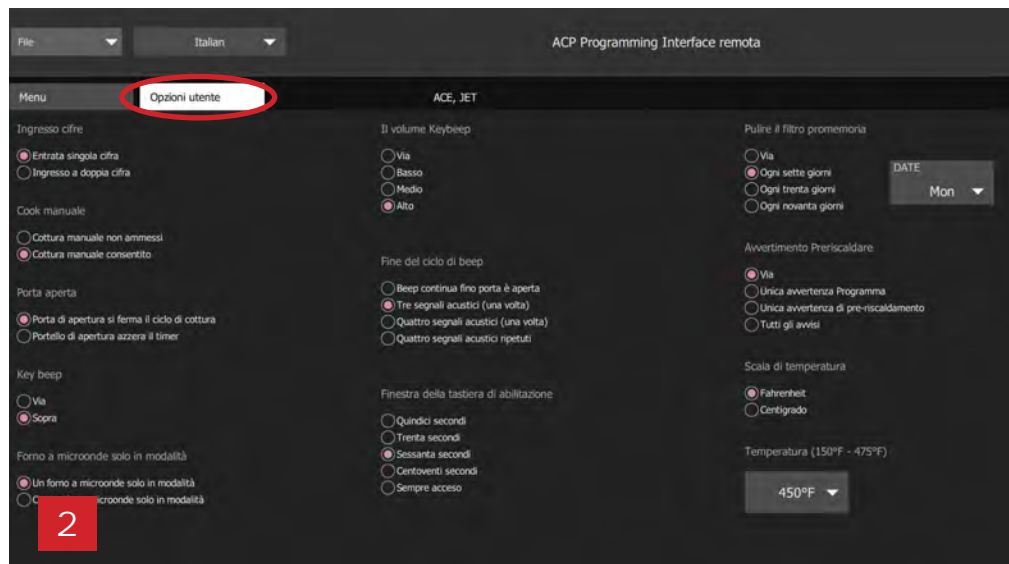 File
Italian
ACP Programming Interface remota
Menu
Opzioni utente
ACE, JET
Ingresso cifre
Entrata singola cifra
Ingresso a doppia cifra
Cook manuale
Cottura manuale non ammessi
Cottura manuale consentito
Porta aperta
Porta di apertura si ferma il ciclo di cottura
Portello di apertura azzera il timer
Key beep
Via
Sopra
Forno a microonde solo in modalità
Un forno a microonde solo in modalità
microonde solo in modalità
2
Il volume Keybeep
Via
Basso
Medio
Alto
Fine del ciclo di beep
Beep continua fino porta è aperta
Tre segnali acustici (una volta)
Quattro segnali acustici (una volta)
Quattro segnali acustici ripetuti
Finestra della tastiera di abilitazione
Quindici secondi
Trenta secondi
Sessanta secondi
Centoventi secondi
Sempre acceso
Pulire il filtro promemoria
Via
Ogni sette giorni
Ogni trenta giorni
Ogni novanta giorni
DATE
Mon
Avvertimento Preriscaldare
Via
Unica avvertenza Programma
Unica avvertenza di pre-riscaldamento
Tutti gli avvisi
Scala di temperatura
Fahrenheit
Centigrado
Temperatura (150°F - 475°F)
450°F